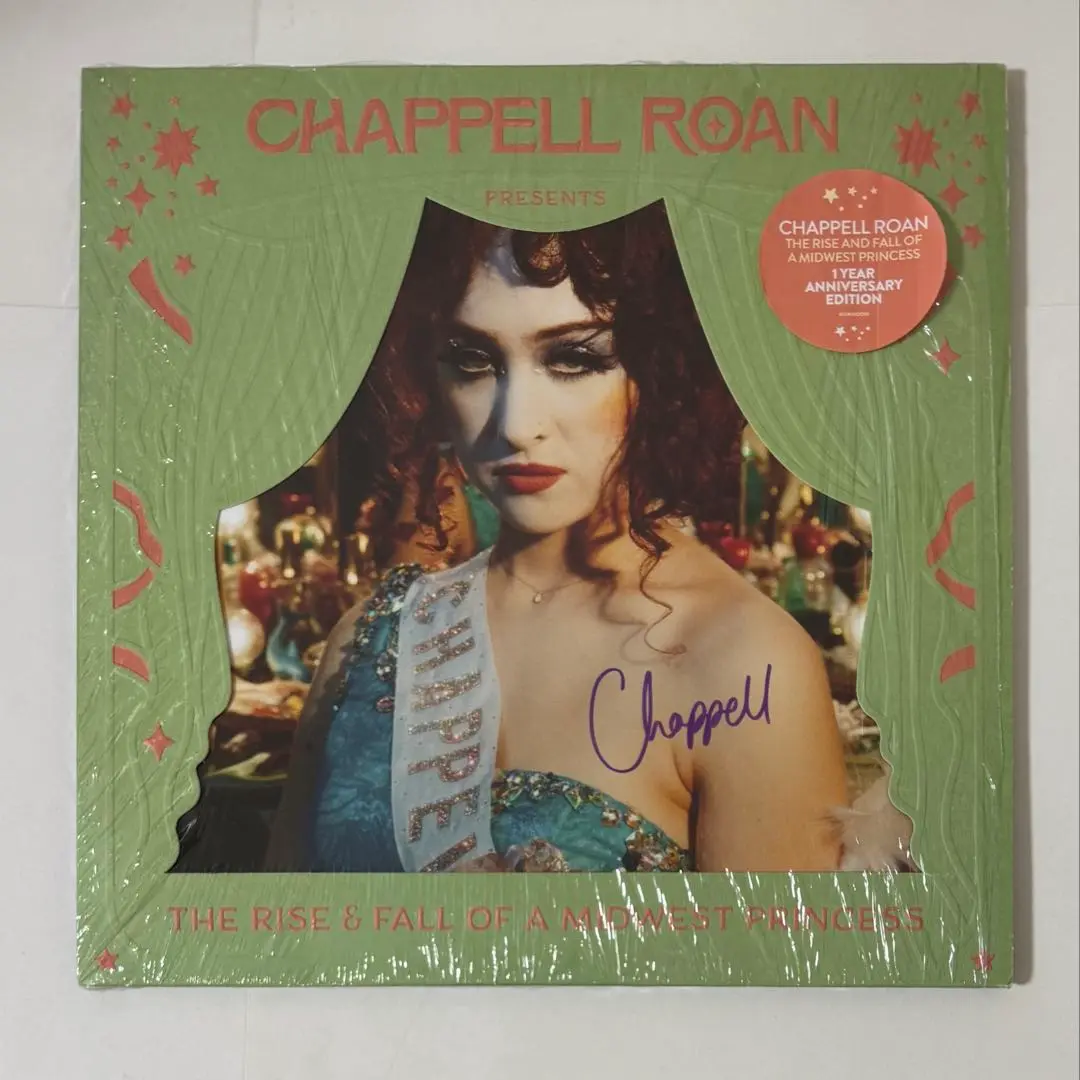 CHAPPELL ROAN
PRESENTS
CHAPPELL ROAN
THE RISE AND FALL OF
A MIDWEST PRINCESS
1 YEAR
ANNIVERSARY
EDITION
CHAPPEL
Chappell
THE RISE & FALL OF A MIDWEST PRINCESS